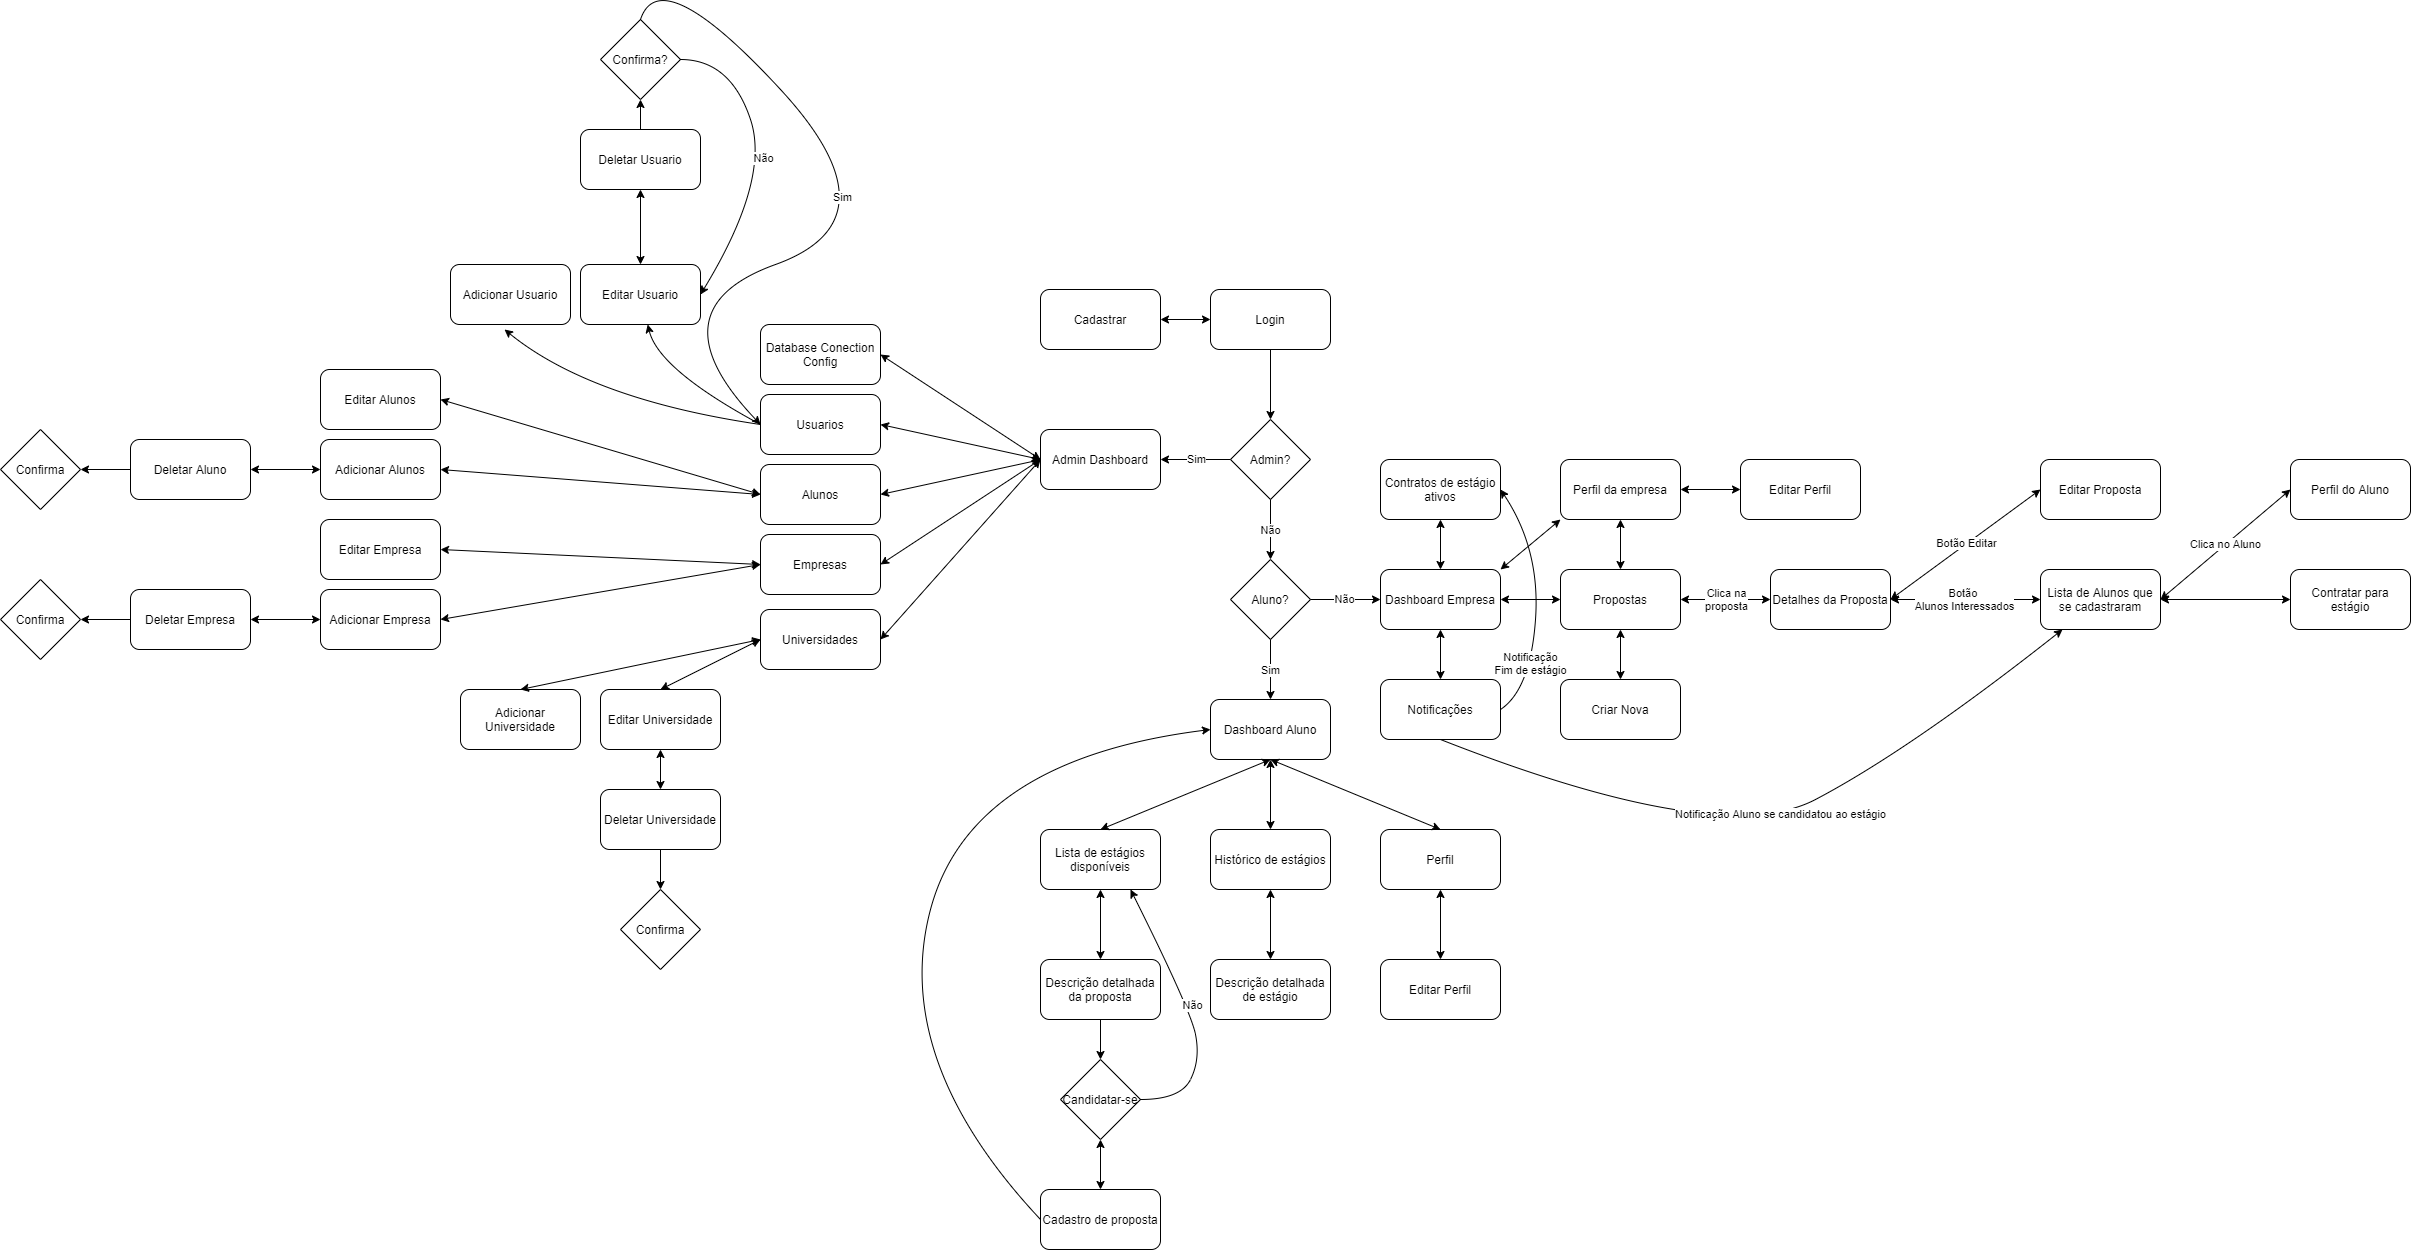 Confirma?
Deletar Usuario
Não
Sim
Adicionar Usuario
Editar Usuario
Cadastrar
Login
Database Conection
Config
Editar Alunos
Usuarios
Confirma
Deletar Aluno
Adicionar Alunos
Alunos
Admin Dashboard
Sim
Admin?
Não
Contratos de estágio
ativos
Perfil da empresa
Editar Perfil
Editar Proposta
Perfil do Aluno
Editar Empresa
Empresas
Botão Editar
Clica no Aluno
Confirma
Deletar Empresa
Adicionar Empresa
Universidades
Aluno?
Não
Dashboard Empresa
Propostas
Clica na
proposta
Detalhes da Proposta
Botão
Alunos Interessados
Lista de Alunos que
se cadastraram
Contratar para
estágio
Sim
Notificação
Fim de estágio
Adicionar
Universidade
Editar Universidade
Dashboard Aluno
Notificações
Criar Nova
Deletar Universidade
Notificação Aluno se candidatou ao estágio
Lista de estágios
disponíveis
Histórico de estágios
Perfil
Confirma
Descrição detalhada
da proposta
Não
Descrição detalhada
de estágio
Editar Perfil
Candidatar-se
Cadastro de proposta